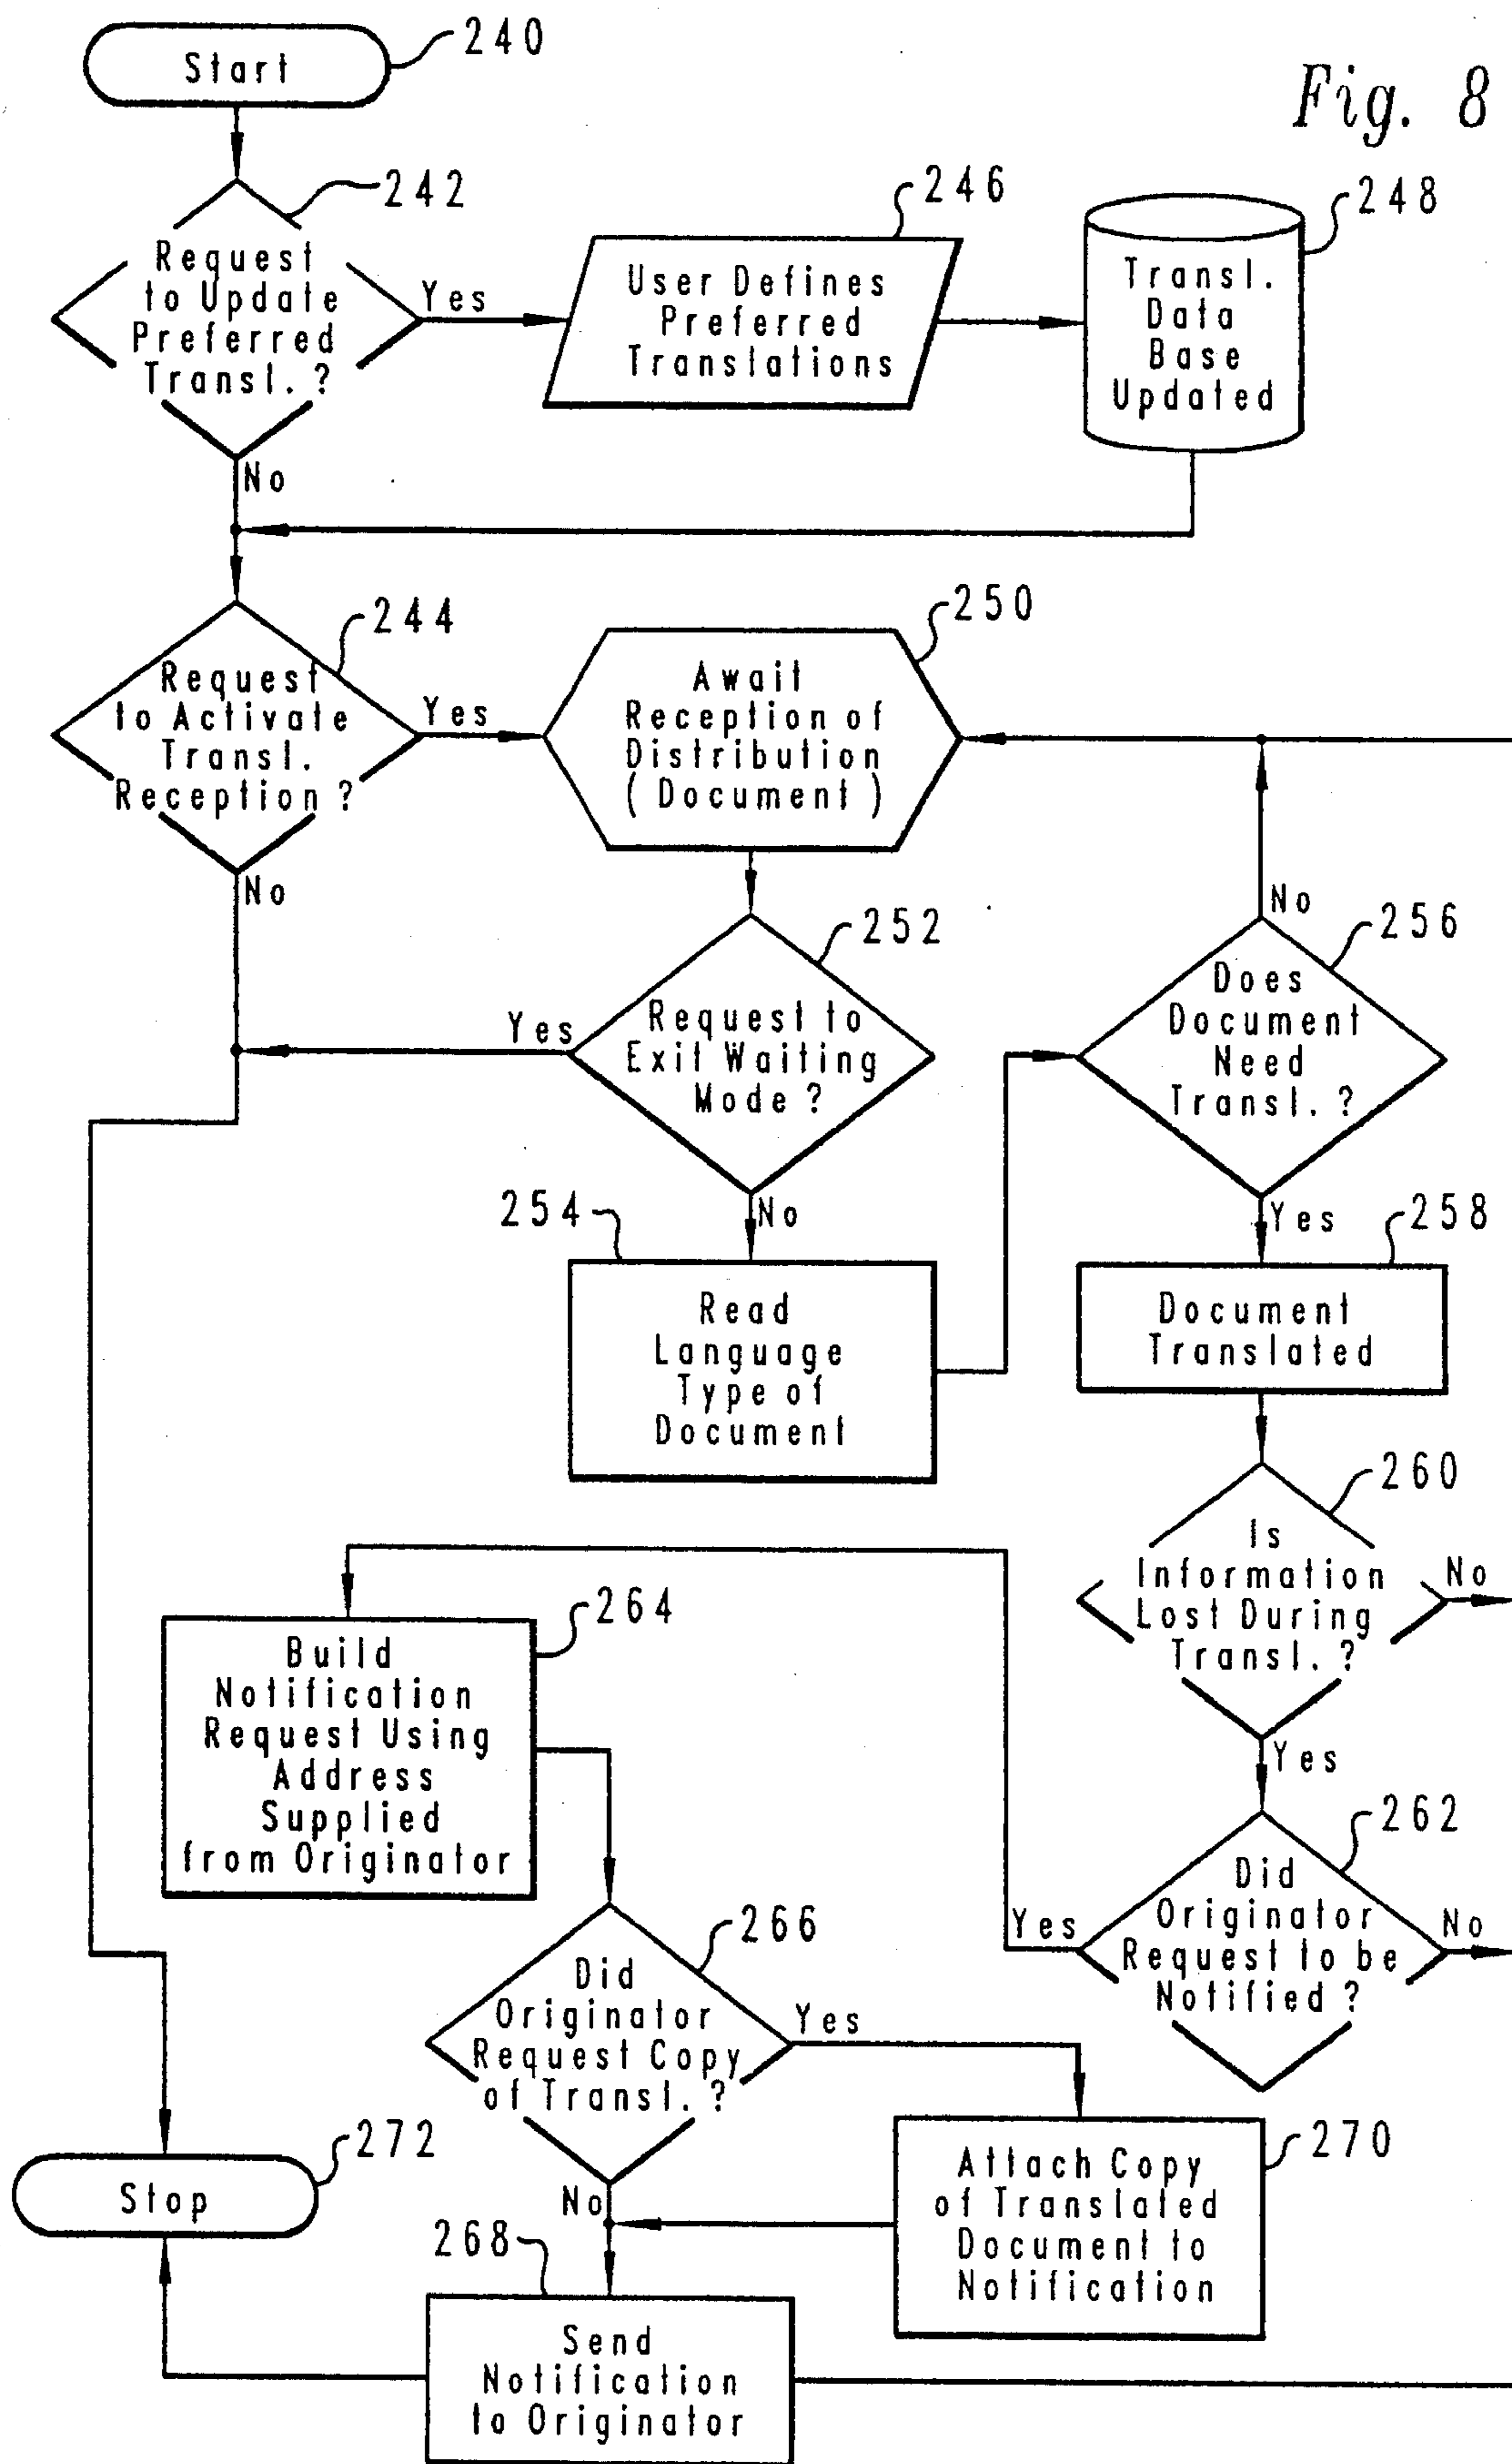 Fig. 8
Start
240
242
Request
to Update
Preferred
Transl. ?
Yes
No
246
User Defines
Preferred
Translations
248
Transl.
Data
Base
Updated
244
Request
to Activate
Transl.
Reception ?
Yes
No
250
Await
Reception of
Distribution
( Document )
252
Request to
Exit Waiting
Mode ?
Yes
No
254
Read
Language
Type of
Document
256
Does
Document
Need
Transl. ?
No
Yes
258
Document
Translated
260
Is
Information
Lost During
Transl. ?
No
Yes
262
Did
Originator
Request to be
Notified ?
Yes
No
264
Build
Notification
Request Using
Address
Supplied
from Originator
266
Did
Originator
Request Copy
of Transl. ?
Yes
No
270
Attach Copy
of Translated
Document to
Notification
268
Send
Notification
to Originator
272
Stop